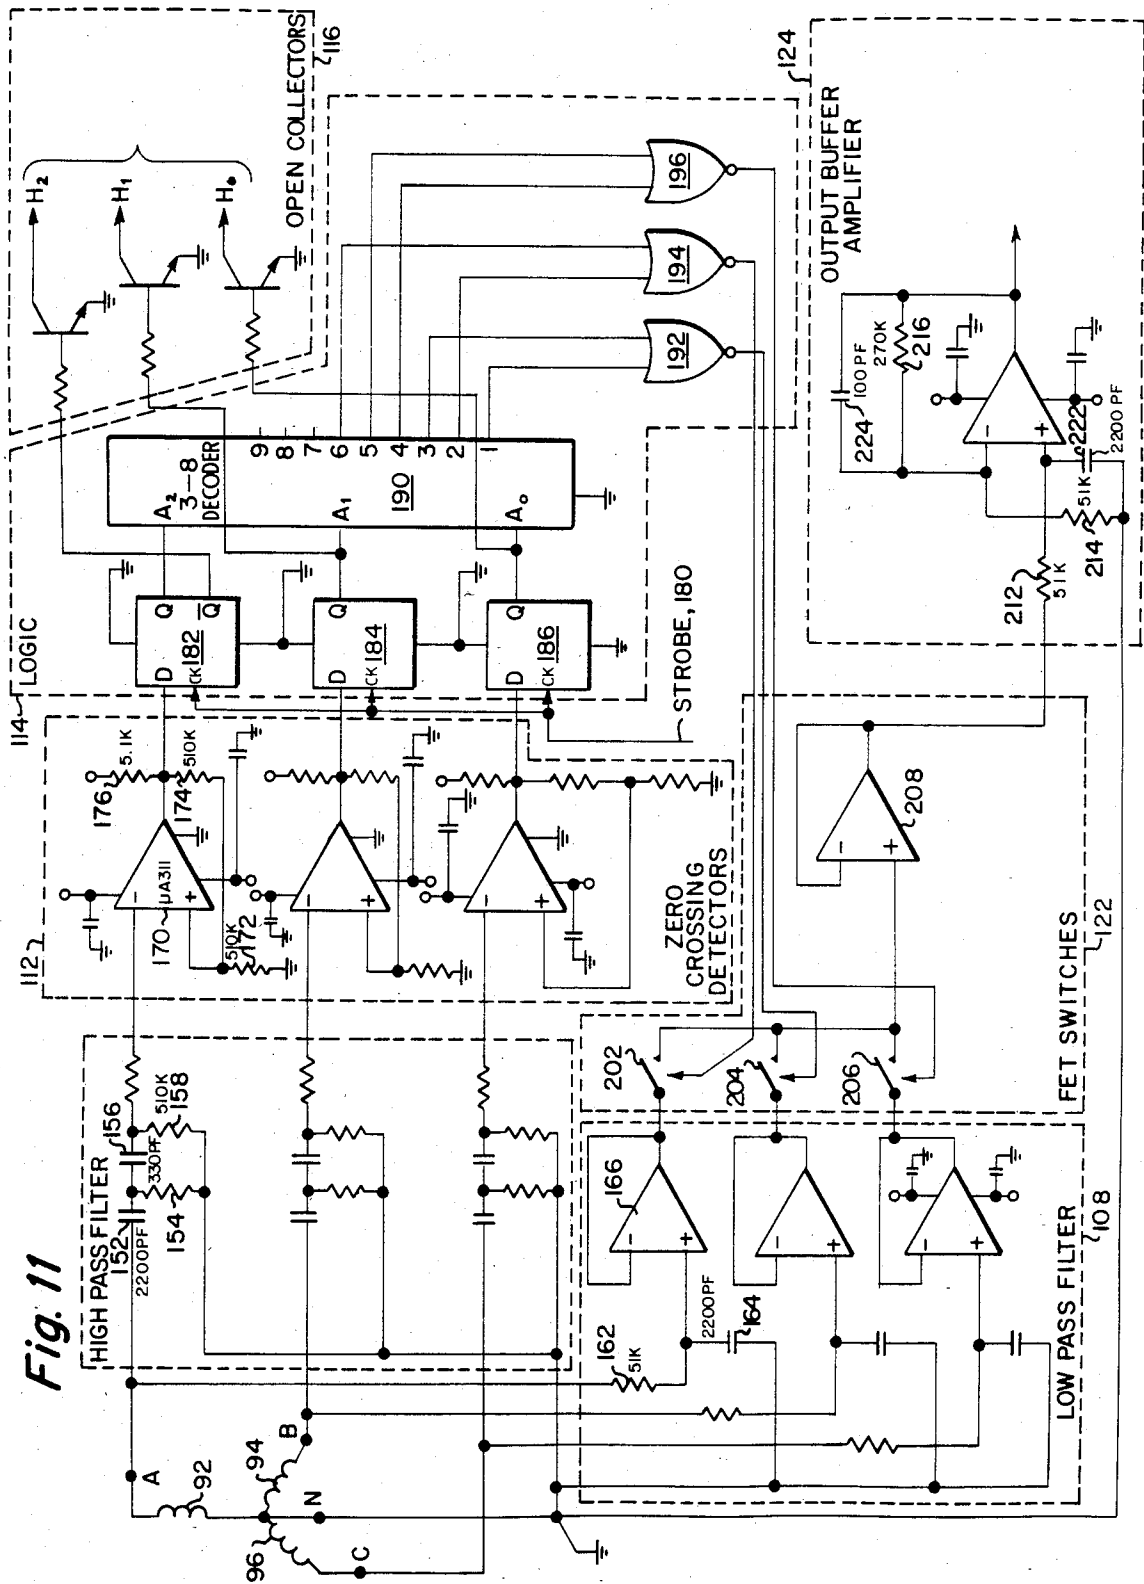 Fig. 11
A
92
B
94
N
96
C
HIGH PASS FILTER
152
2200PF
154
156
330PF
510K
158
162
51K
2200PF
164
166
-
+
-
+
-
+
LOW PASS FILTER
108
112
170
μA311
-
+
510K
172
174
510K
176
5.1K
-
+
-
+
ZERO
CROSSING
DETECTORS
114
LOGIC
D
Q
Q
CK
182
D
Q
CK
184
D
Q
CK
186
STROBE, 180
A2
3-8
DECODER
A1
190
A0
9
8
7
6
5
4
3
2
1
192
194
196
H2
H1
H0
OPEN COLLECTORS
116
202
204
206
-
+
208
FET SWITCHES
122
124
OUTPUT BUFFER
AMPLIFIER
212
51K
214
51K
222
2200 PF
224
100 PF
270K
216
-
+